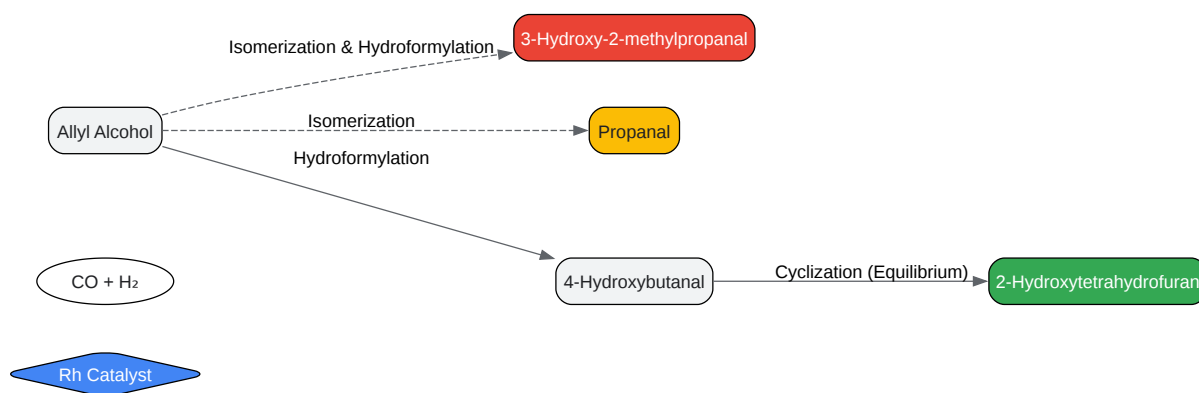 3-Hydroxy-2-methylpropanal
Isomerization & Hydroformylation
Allyl Alcohol
Isomerization
Propanal
Hydroformylation
CO + H₂
4-Hydroxybutanal
Cyclization (Equilibrium)
2-Hydroxytetrahydrofuran
Rh Catalyst